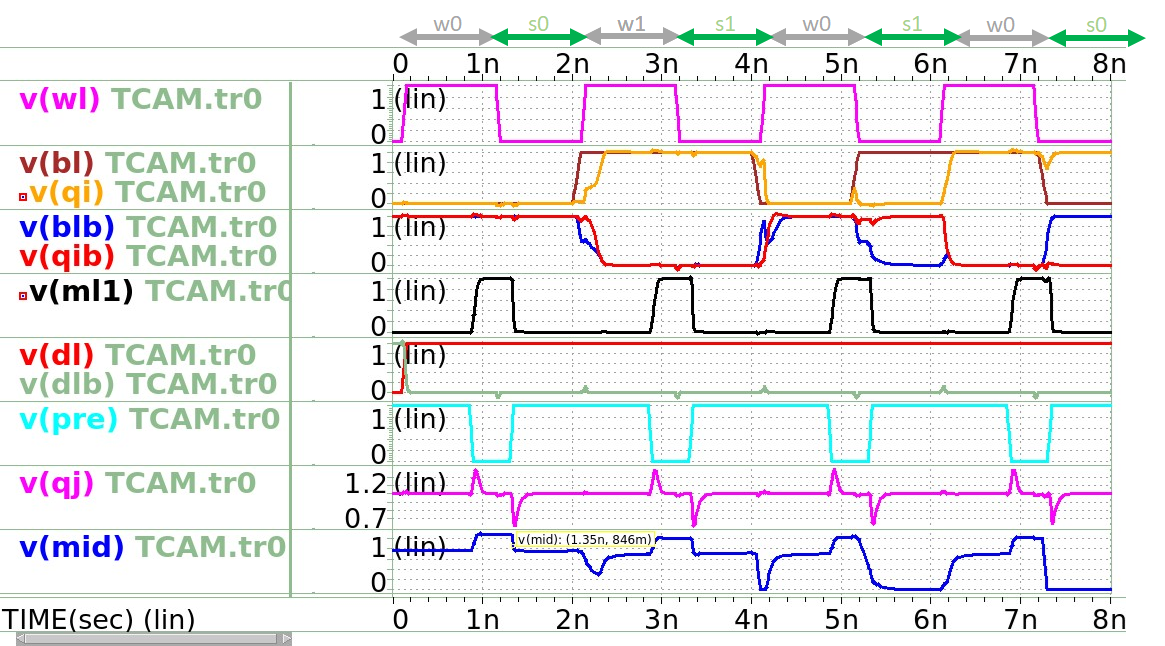 w0 s0 w1 s1 w0 s1 w0 s0
0 1n 2n 3n 4n 5n 6n 7n 8n
v(wl) TCAM.tr0 1 (lin)
0
v(bl) TCAM.tr0 1 (lin)
v(qi) TCAM.tr0 0
v(blb) TCAM.tr0 1 (lin)
v(qib) TCAM.tr0 0
v(ml1) TCAM.tr0 1 (lin)
0
v(dl) TCAM.tr0 1 (lin)
v(dlb) TCAM.tr0 0
v(pre) TCAM.tr0 1 (lin)
0
v(qj) TCAM.tr0 1.2 (lin)
0.7
v(mid) TCAM.tr0 1 (lin) v(mid): (1.35n, 846m)
0
TIME(sec) (lin) 0 1n 2n 3n 4n 5n 6n 7n 8n